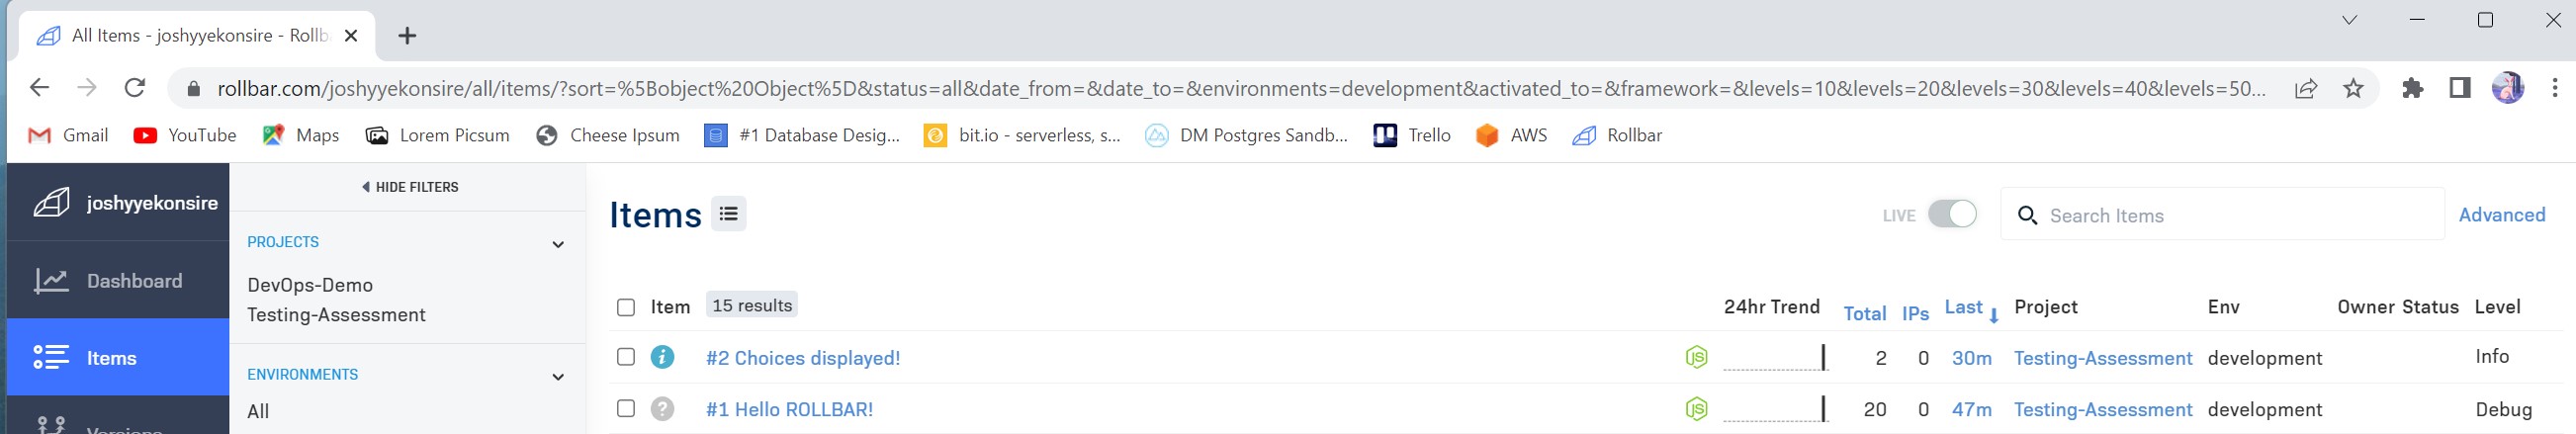 All Items - joshyyekonsire - Rollb
rollbar.com/joshyyekonsire/all/items/?sort=%5Bobject%20Object%5D&status=all&date_from=&date_to=&environments=development&activated_to=&framework=&levels=10&levels=20&levels=30&levels=40&levels=50...
Gmail YouTube Maps Lorem Picsum Cheese Ipsum #1 Database Desig... bit.io - serverless, s... DM Postgres Sandb... Trello AWS Rollbar
joshyyekonsire
Dashboard
Items
Versions
HIDE FILTERS
PROJECTS
DevOps-Demo
Testing-Assessment
ENVIRONMENTS
All
Items
LIVE Search Items Advanced
Item 15 results 24hr Trend Total IPs Last Project Env Owner Status Level
#2 Choices displayed! 2 0 30m Testing-Assessment development Info
#1 Hello ROLLBAR! 20 0 47m Testing-Assessment development Debug